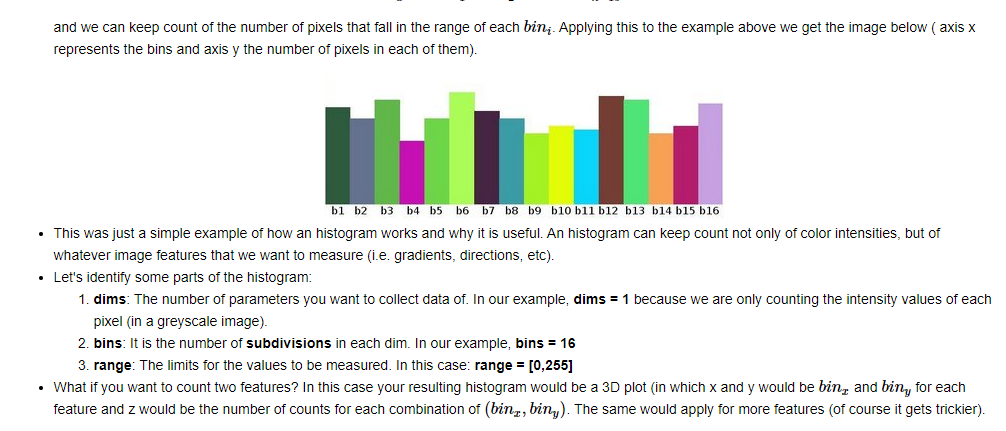 and we can keep count of the number of pixels that fall in the range of each binᵢ. Applying this to the example above we get the image below ( axis x
represents the bins and axis y the number of pixels in each of them).
b1 b2 b3 b4 b5 b6 b7 b8 b9 b10 b11 b12 b13 b14 b15 b16
• This was just a simple example of how an histogram works and why it is useful. An histogram can keep count not only of color intensities, but of
whatever image features that we want to measure (i.e. gradients, directions, etc).
• Let's identify some parts of the histogram:
1. dims: The number of parameters you want to collect data of. In our example, dims = 1 because we are only counting the intensity values of each
pixel (in a greyscale image).
2. bins: It is the number of subdivisions in each dim. In our example, bins = 16
3. range: The limits for the values to be measured. In this case: range = [0,255]
• What if you want to count two features? In this case your resulting histogram would be a 3D plot (in which x and y would be binₓ and bin_y for each
feature and z would be the number of counts for each combination of (binₓ, bin_y). The same would apply for more features (of course it gets trickier).